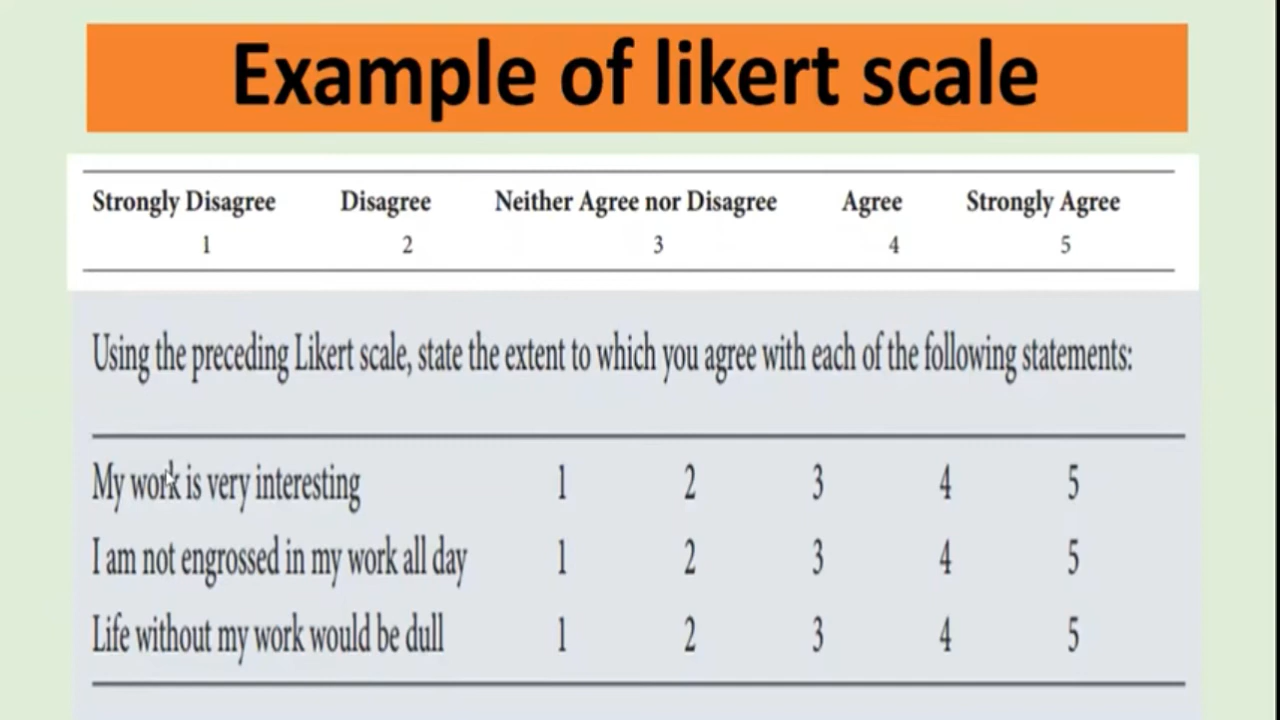 Example of likert scale
Strongly Disagree Disagree Neither Agree nor Disagree Agree Strongly Agree
1 2 3 4 5
Using the preceding Likert scale, state the extent to which you agree with each of the following statements:
My work is very interesting 1 2 3 4 5
I am not engrossed in my work all day 1 2 3 4 5
Life without my work would be dull 1 2 3 4 5